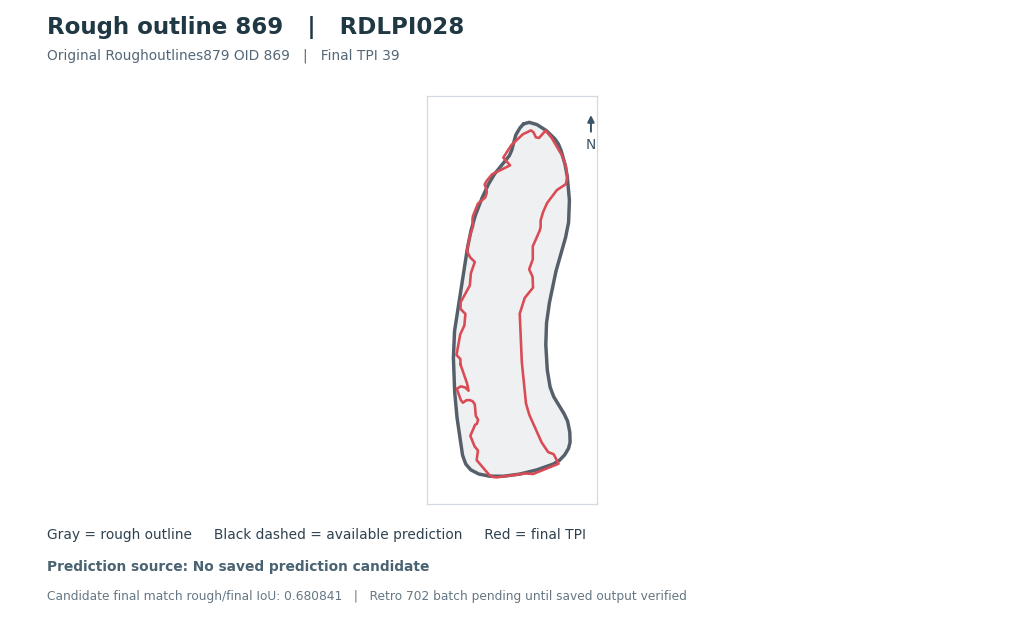 Rough outline 869 | RDLPI028
Original Roughoutlines879 OID 869 | Final TPI 39
N
Gray = rough outline Black dashed = available prediction Red = final TPI
Prediction source: No saved prediction candidate
Candidate final match rough/final IoU: 0.680841 | Retro 702 batch pending until saved output verified